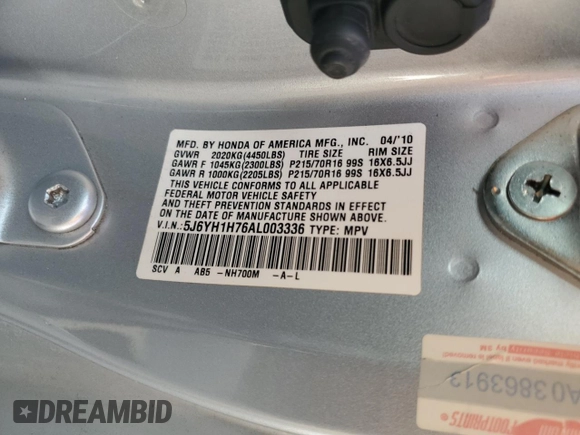 MFD. BY HONDA OF AMERICA MFG., INC. 04/'10
GVWR 2020KG(4450LBS) TIRE SIZE RIM SIZE
GAWR F 1045KG(2300LBS) P215/70R16 99S 16X6.5JJ
GAWR R 1000KG(2205LBS) P215/70R16 99S 16X6.5JJ
THIS VEHICLE CONFORMS TO ALL APPLICABLE
FEDERAL MOTOR VEHICLE SAFETY
AND THEFT PREVENTION STANDARDS IN EFFECT
ON THE DATE OF MANUFACTURE SHOWN ABOVE.
V.I.N.: 5J6YH1H76AL003336 TYPE: MPV
SCV A AB5 -NH700M -A-L
A03863913
FOOTPRINTS
DREAMBID